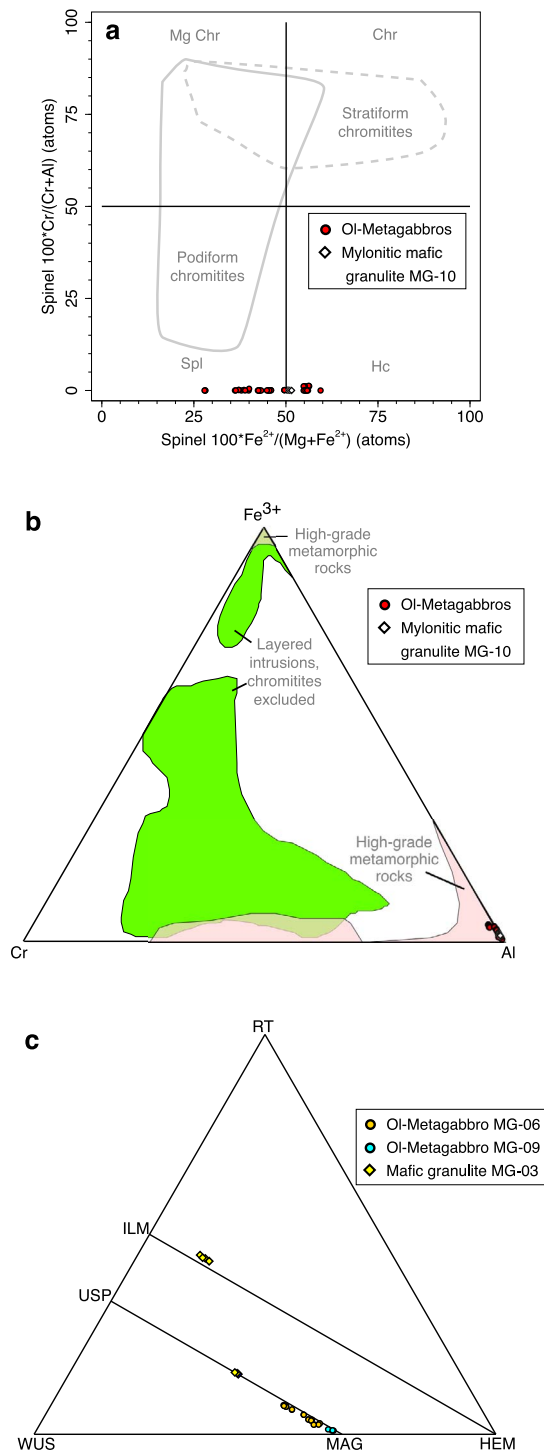 a
Mg Chr
Chr
Stratiform
chromitites
Ol-Metagabbros
Mylonitic mafic
granulite MG-10
Podiform
chromitites
Spl
Hc
100
75
50
25
0
Spinel 100*Cr/(Cr+Al) (atoms)
0
25
50
75
100
Spinel 100*Fe2+/(Mg+Fe2+) (atoms)
b
Fe3+
High-grade
metamorphic
rocks
Ol-Metagabbros
Mylonitic mafic
granulite MG-10
Layered
intrusions,
chromitites
excluded
High-grade
metamorphic
rocks
Cr
Al
c
RT
Ol-Metagabbro MG-06
Ol-Metagabbro MG-09
Mafic granulite MG-03
ILM
USP
WUS
MAG
HEM